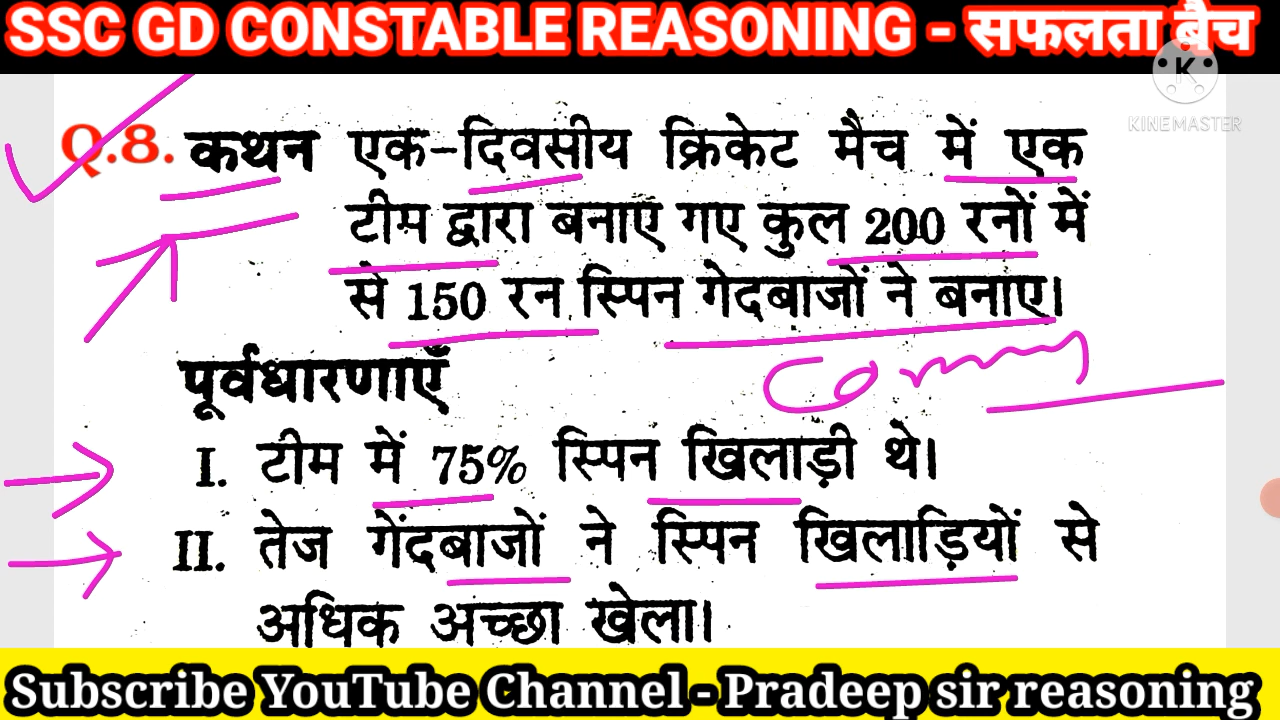 SSC GD CONSTABLE REASONING - सफलता बैच
K
KINEMASTER
Q.8. कथन एक-दिवसीय क्रिकेट मैच में एक
टीम द्वारा बनाए गए कुल 200 रनों में
से 150 रन स्पिन गेदबाजों ने बनाए।
पूर्वधारणाएँ
I. टीम में 75% स्पिन खिलाड़ी थे।
II. तेज गेंदबाजों ने स्पिन खिलाड़ियों से
अधिक अच्छा खेला।
Subscribe YouTube Channel - Pradeep sir reasoning